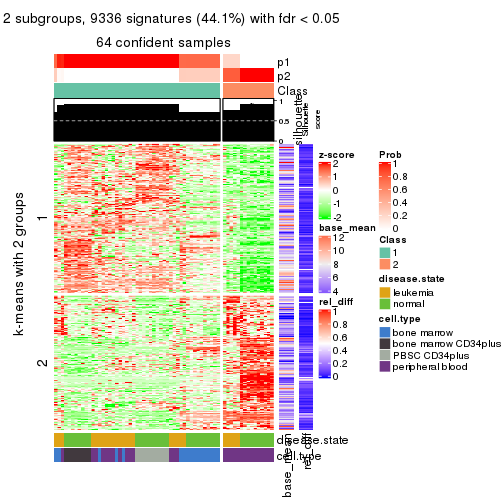 2 subgroups, 9336 signatures (44.1%) with fdr < 0.05
64 confident samples
p1
p2
Class
1
0.5
0
silhouette
Silhouette
score
k-means with 2 groups
1
2
disease.state
cell.type
base_mean
rel_diff
z-score
2
1
0
-1
-2
base_mean
12
10
8
6
4
rel_diff
1
0.8
0.6
0.4
0.2
0
Prob
1
0.8
0.6
0.4
0.2
0
Class
1
2
disease.state
leukemia
normal
cell.type
bone marrow
bone marrow CD34plus
PBSC CD34plus
peripheral blood